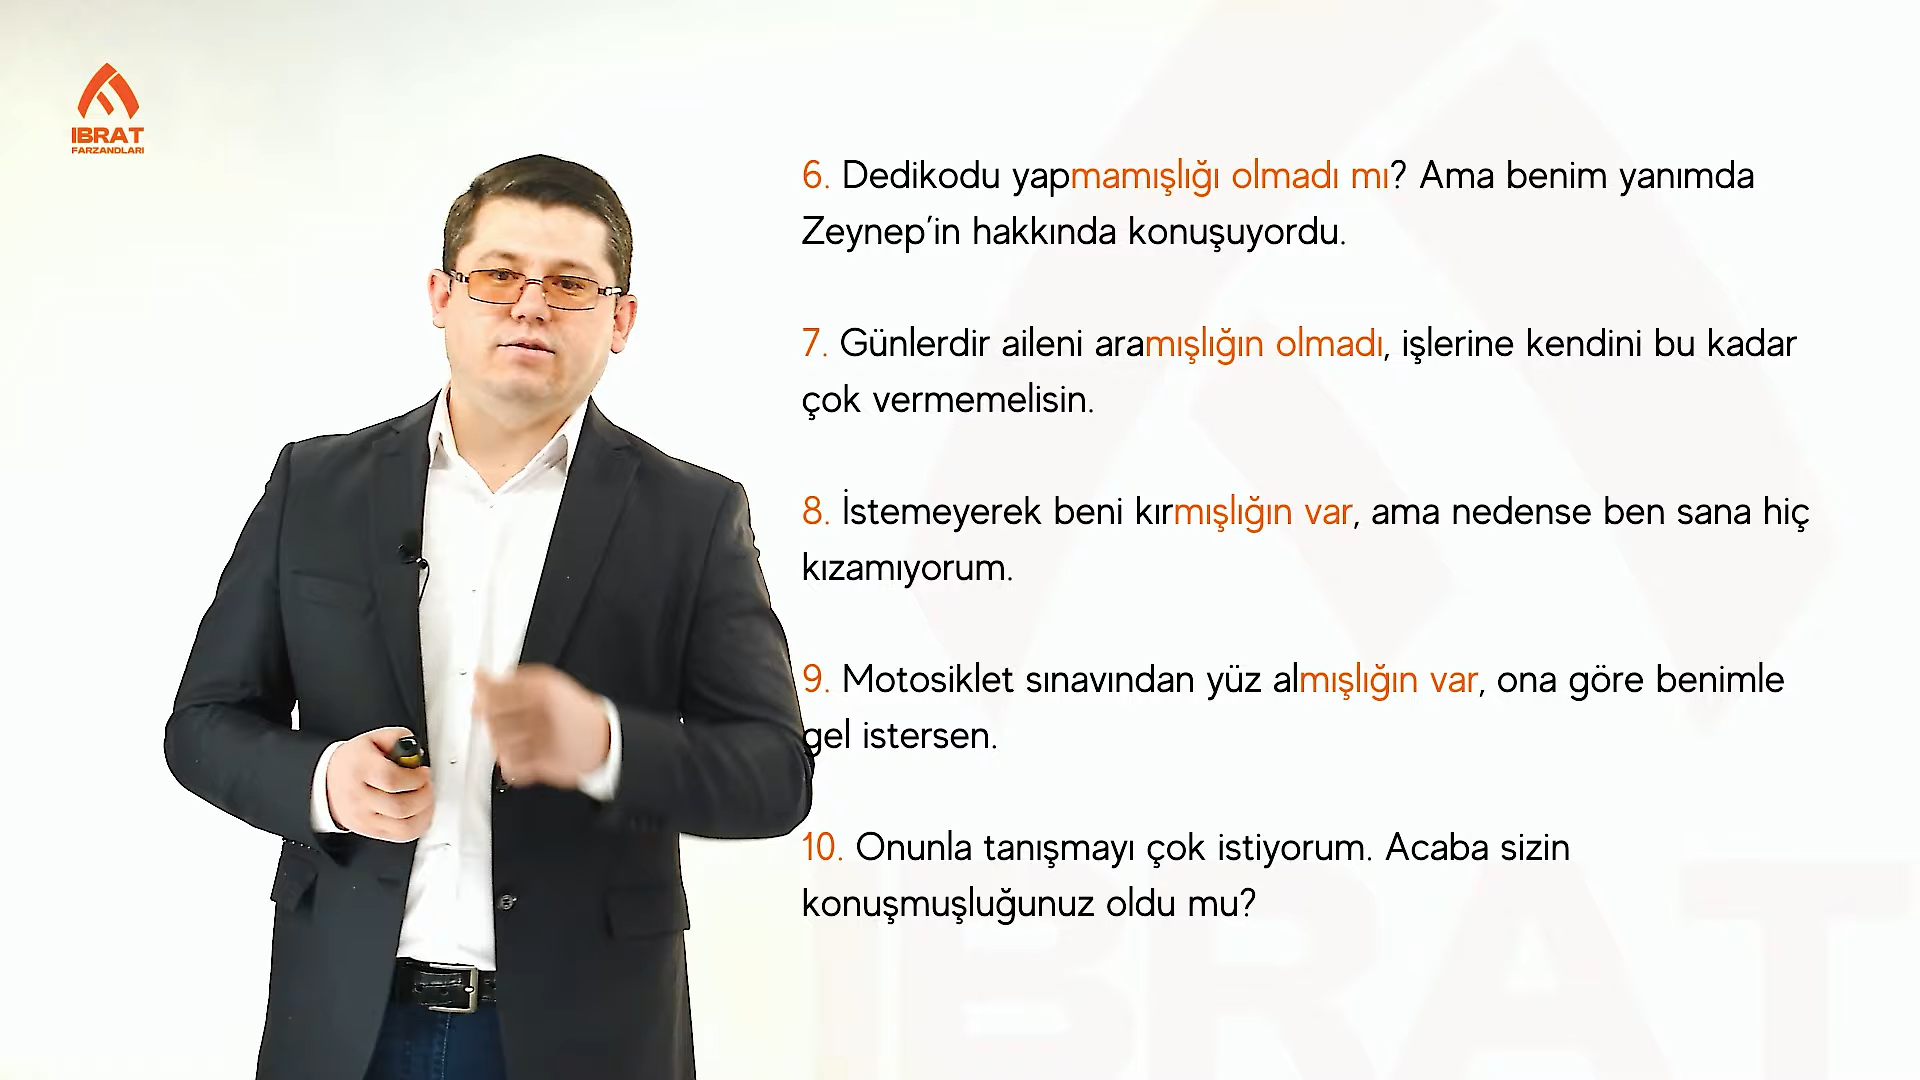 IBRAT
FARZANDLARI
6. Dedikodu yapmamışlığı olmadı mı? Ama benim yanımda
Zeynep’in hakkında konuşuyordu.
7. Günlerdir aileni aramışlığın olmadı, işlerine kendini bu kadar
çok vermemelisin.
8. İstemeyerek beni kırmışlığın var, ama nedense ben sana hiç
kızamıyorum.
9. Motosiklet sınavından yüz almışlığın var, ona göre benimle
gel istersen.
10. Onunla tanışmayı çok istiyorum. Acaba sizin
konuşmuşluğunuz oldu mu?
IBRAT